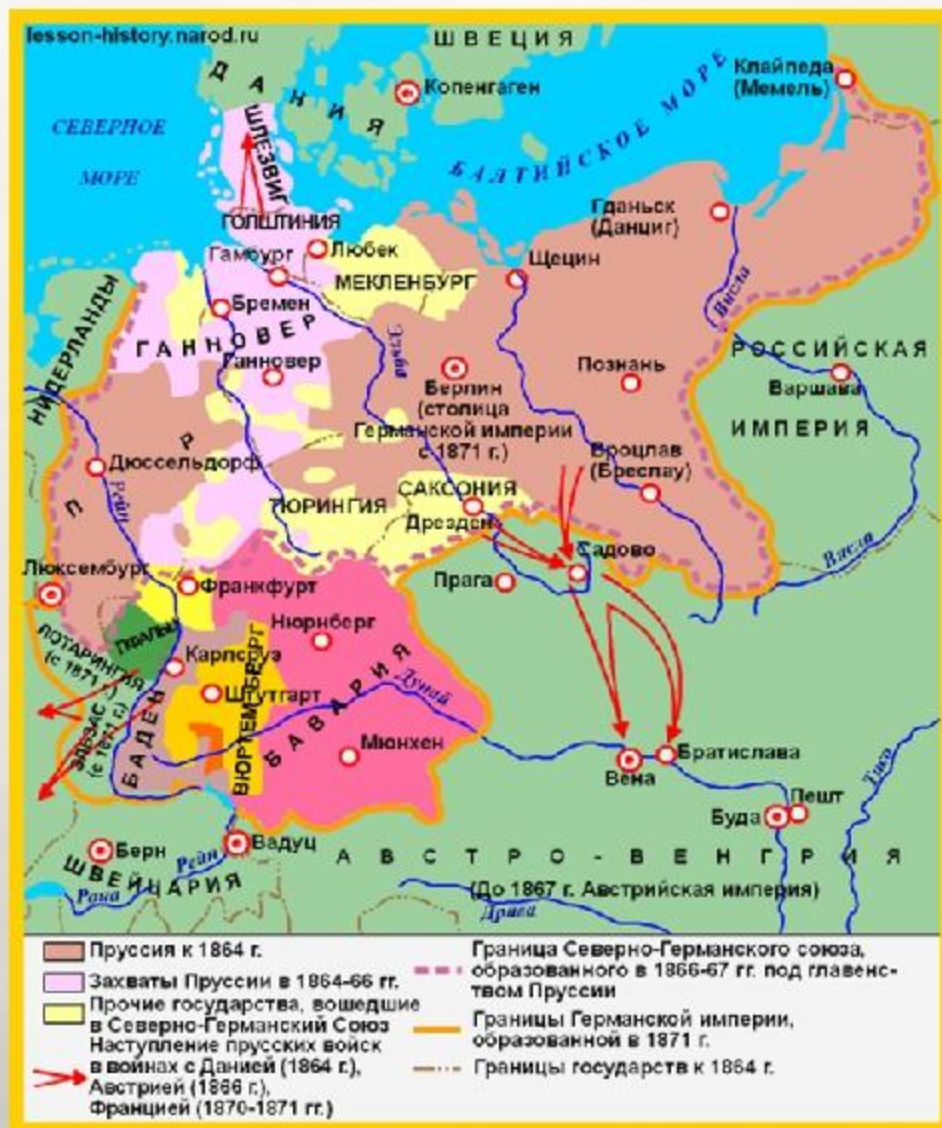 lesson-history.narod.ru
ШВЕЦИЯ
ДАНИЯ
Копенгаген
Клайпеда
(Мемель)
СЕВЕРНОЕ
МОРЕ
БАЛТИЙСКОЕ МОРЕ
ШЛЕЗВИГ
ГОЛШТИНИЯ
Гданьск
(Данциг)
Любек
Гамбург
Щецин
МЕКЛЕНБУРГ
НИДЕРЛАНДЫ
Бремен
Висла
ГАННОВЕР
Эльба
РОССИЙСКАЯ
Ганновер
Познань
Варшава
Берлин
(столица
Германской империи
с 1871 г.)
ИМПЕРИЯ
П Р
Вроцлав
(Бреслау)
Дюссельдорф
Рейн
САКСОНИЯ
ТЮРИНГИЯ
Дрезден
Садово
Висла
Люксембург
Франкфурт
Прага
ПФАЛЬЦ
Нюрнберг
ЛОТАРИНГИЯ
(с 1871 г.)
Карлсруэ
Штутгарт
ЭЛЬЗАС
(с 1871 г.)
БАДЕН
ВЮРТЕМБЕРГ
БАВАРИЯ
Дунай
Мюнхен
Вена
Братислава
Тиса
Буда
Пешт
Берн
Рейн
Вадуц
ШВЕЙЦАРИЯ
Рона
АВСТРО-ВЕНГРИЯ
(До 1867 г. Австрийская империя)
Драва
Пруссия к 1864 г.
Захваты Пруссии в 1864-66 гг.
Прочие государства, вошедшие
в Северно-Германский Союз
Наступление прусских войск
в войнах с Данией (1864 г.),
Австрией (1866 г.),
Францией (1870-1871 гг.)
Граница Северно-Германского союза,
образованного в 1866-67 гг. под главенс-
твом Пруссии
Границы Германской империи,
образованной в 1871 г.
Границы государств к 1864 г.